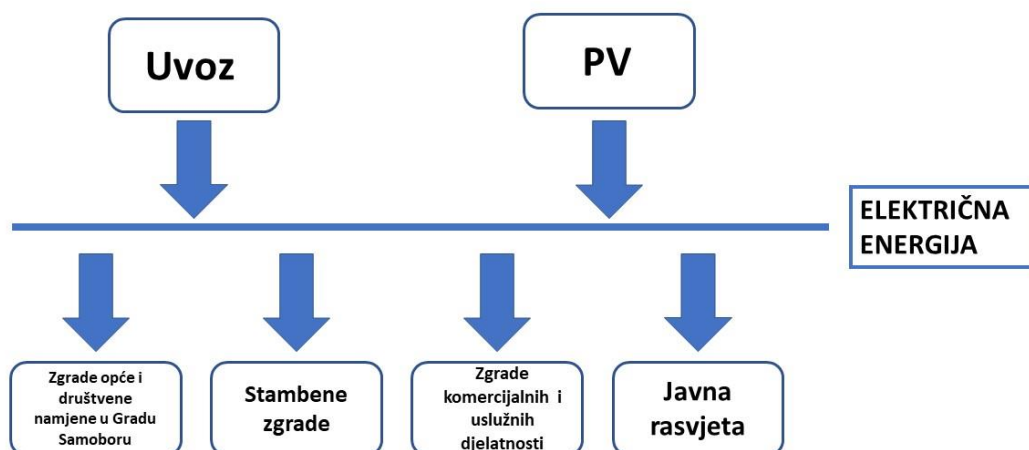 Uvoz
PV
ELEKTRIČNA
ENERGIJA
Zgrade opće i
društvene
namjene u Gradu
Samoboru
Stambene
zgrade
Zgrade
komercijalnih i
uslužnih
djelatnosti
Javna
rasvjeta